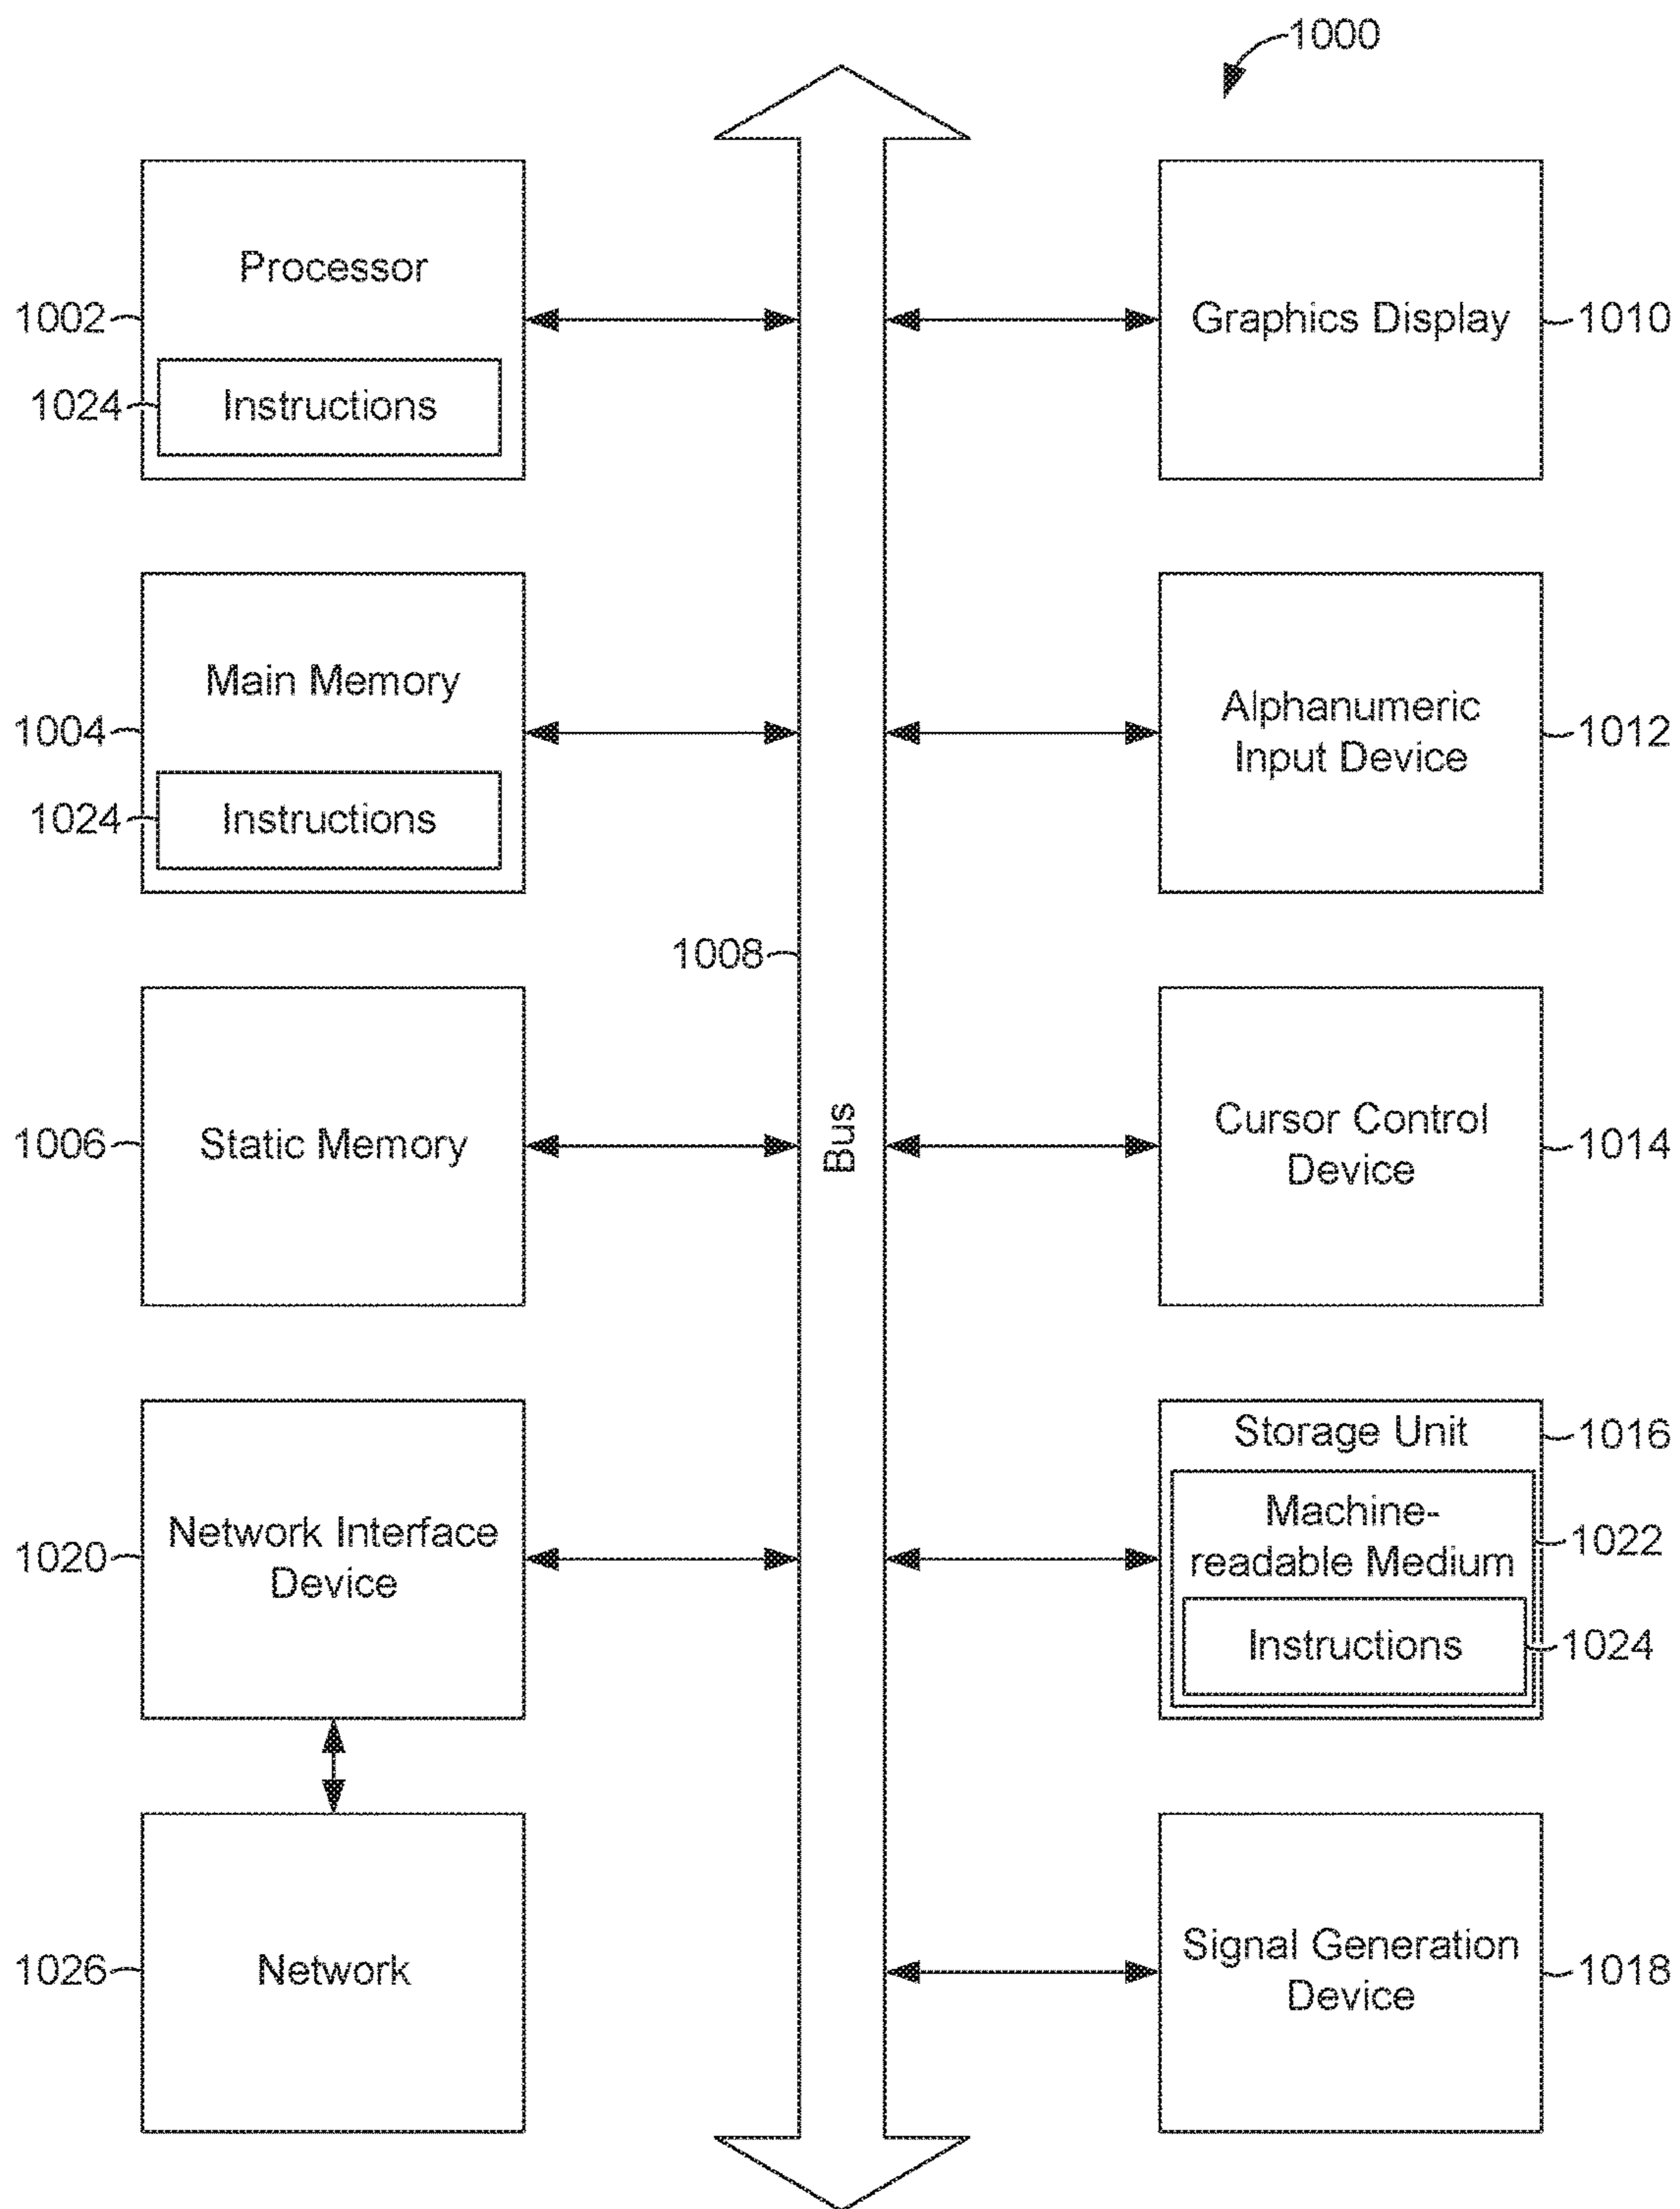 1000
Processor
1002
1024
Instructions
Graphics Display
1010
Main Memory
1004
1024
Instructions
Alphanumeric
Input Device
1012
1008
Bus
Static Memory
1006
Cursor Control
Device
1014
Network Interface
Device
1020
Storage Unit
1016
Machine-
readable Medium
1022
Instructions
1024
Network
1026
Signal Generation
Device
1018